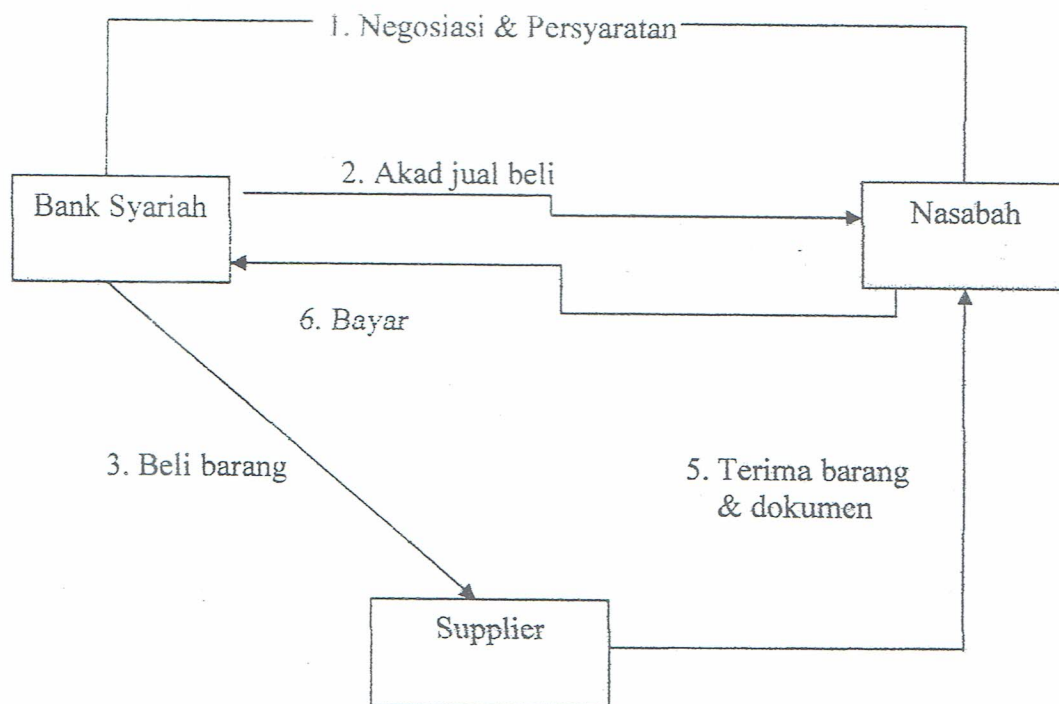 1. Negosiasi & Persyaratan
2. Akad jual beli
Bank Syariah
Nasabah
6. Bayar
3. Beli barang
5. Terima barang
& dokumen
Supplier